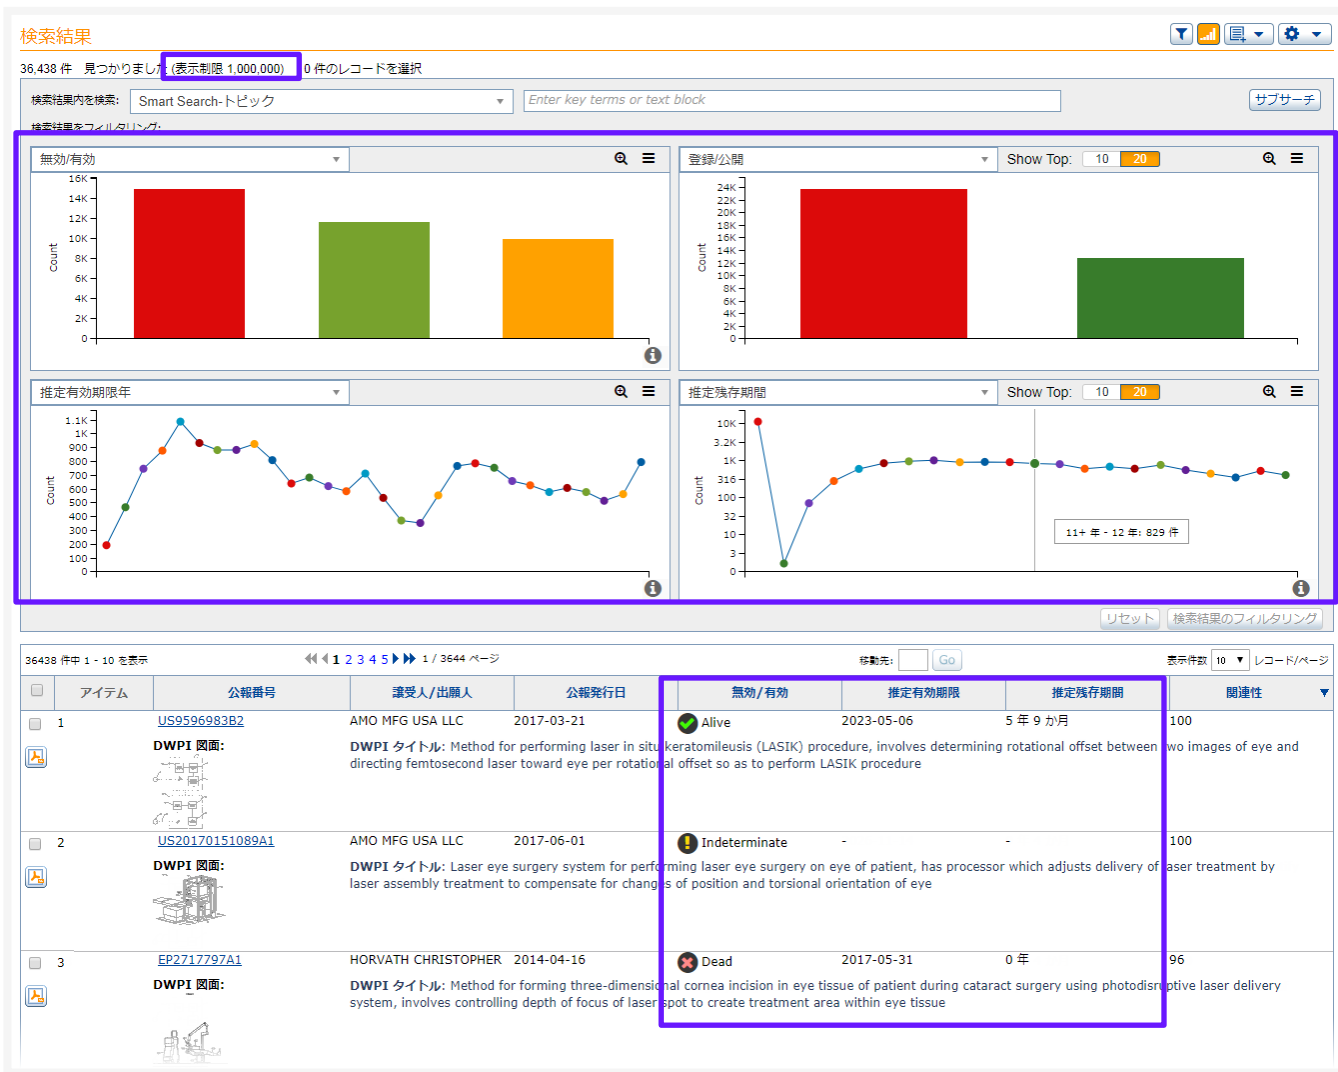 検索結果
36,438 件 見つかりました (表示制限 1,000,000) 0 件のレコードを選択
検索結果内を検索: Smart Search-トピック Enter key terms or text block サブサーチ
検索結果をフィルタリング:
無効/有効
16K
14K
12K
10K
8K
6K
4K
2K
0
Count
登録/公開 Show Top: 10 20
24K
22K
20K
18K
16K
14K
12K
10K
8K
6K
4K
2K
0
Count
推定有効期限年
1.1K
1K
900
800
700
600
500
400
300
200
100
0
Count
推定残存期間 Show Top: 10 20
10K
3.2K
1K
316
100
32
10
3
0
Count
11+ 年 - 12 年: 829 件
リセット 検索結果のフィルタリング
36438 件中 1 - 10 を表示 1 2 3 4 5 1 / 3644 ページ 移動先: Go 表示件数 10 レコード/ページ
アイテム 公報番号 譲受人/出願人 公報発行日 無効/有効 推定有効期限 推定残存期間 関連性
1 US9596983B2 AMO MFG USA LLC 2017-03-21 Alive 2023-05-06 5 年 9 か月 100
DWPI 図面: DWPI タイトル: Method for performing laser in situ keratomileusis (LASIK) procedure, involves determining rotational offset between two images of eye and
directing femtosecond laser toward eye per rotational offset so as to perform LASIK procedure
2 US20170151089A1 AMO MFG USA LLC 2017-06-01 Indeterminate - - 100
DWPI 図面: DWPI タイトル: Laser eye surgery system for performing laser eye surgery on eye of patient, has processor which adjusts delivery of laser treatment by
laser assembly treatment to compensate for changes of position and torsional orientation of eye
3 EP2717797A1 HORVATH CHRISTOPHER 2014-04-16 Dead 2017-05-31 0 年 96
DWPI 図面: DWPI タイトル: Method for forming three-dimensional cornea incision in eye tissue of patient during cataract surgery using photodisruptive laser delivery
system, involves controlling depth of focus of laser spot to create treatment area within eye tissue